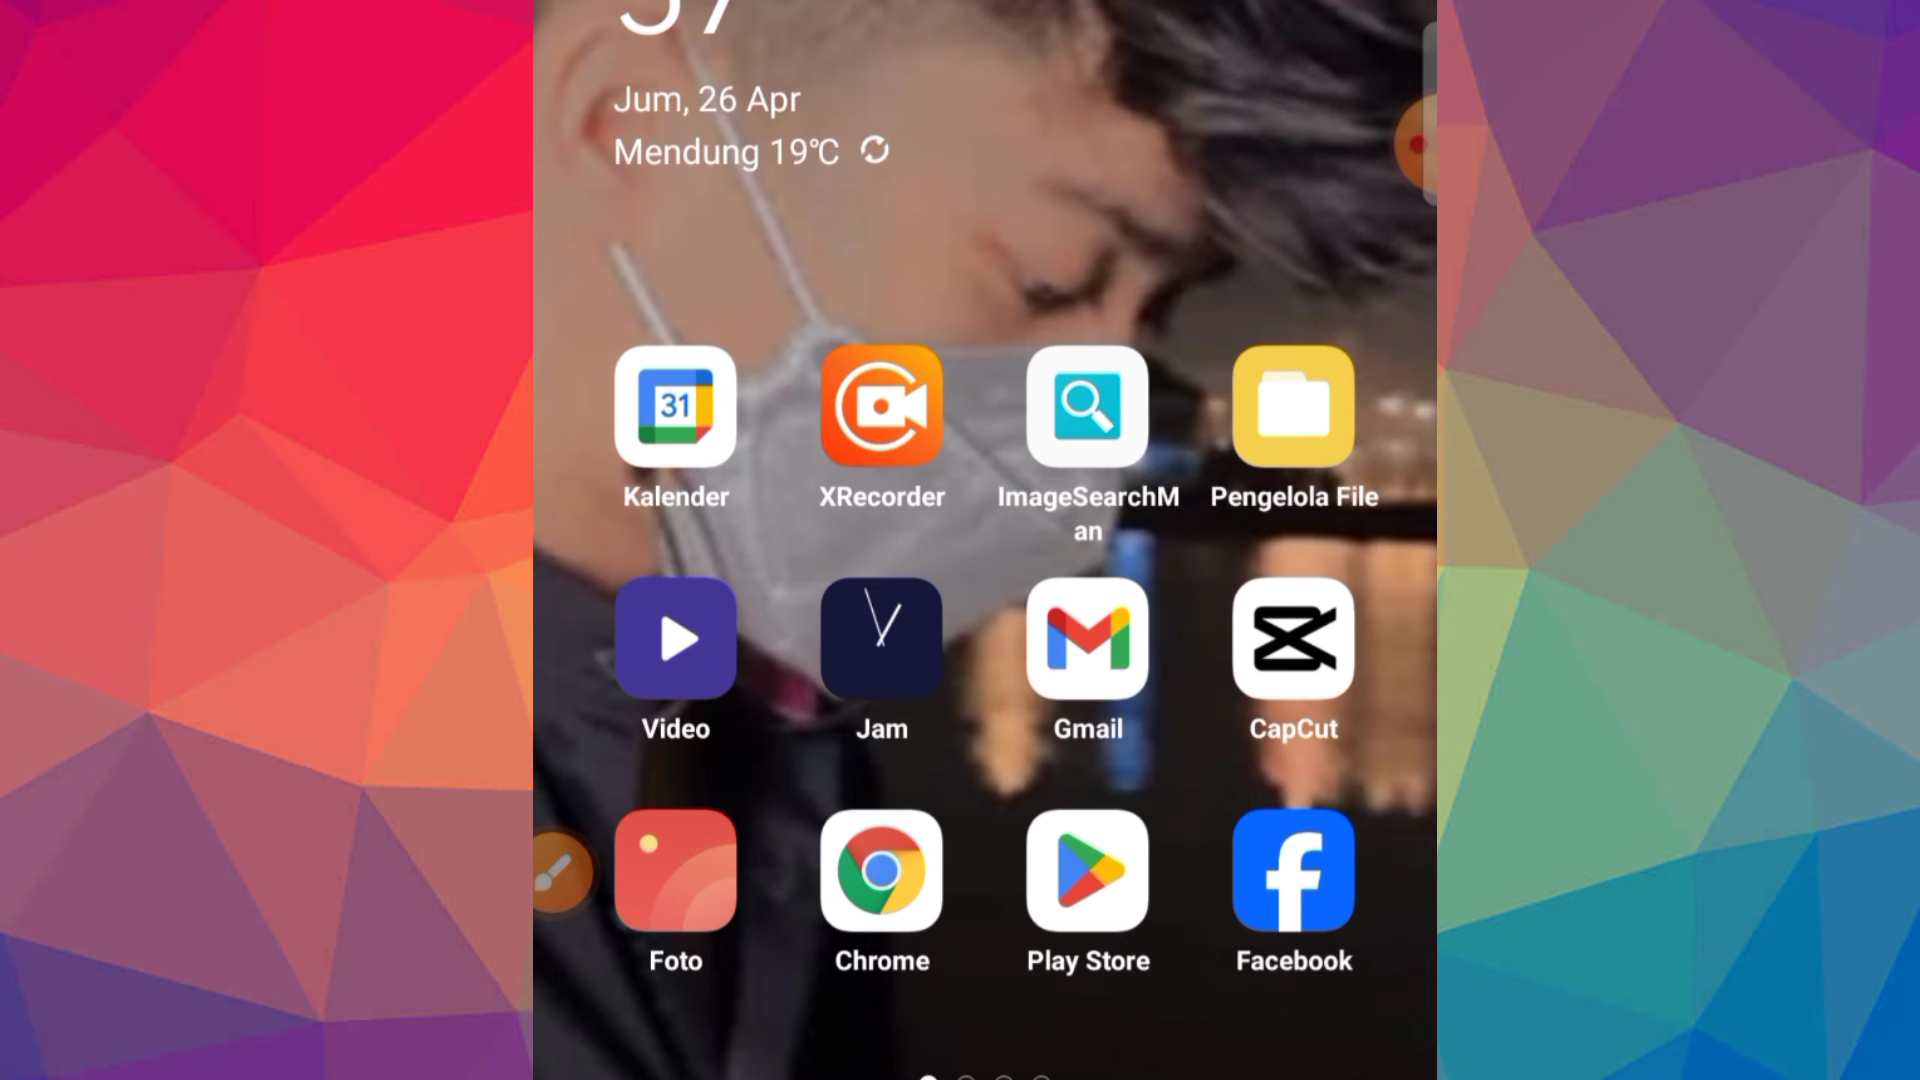 57
Jum, 26 Apr
Mendung 19℃
31
Kalender XRecorder ImageSearchM Pengelola File
an
Video Jam Gmail CapCut
Foto Chrome Play Store Facebook